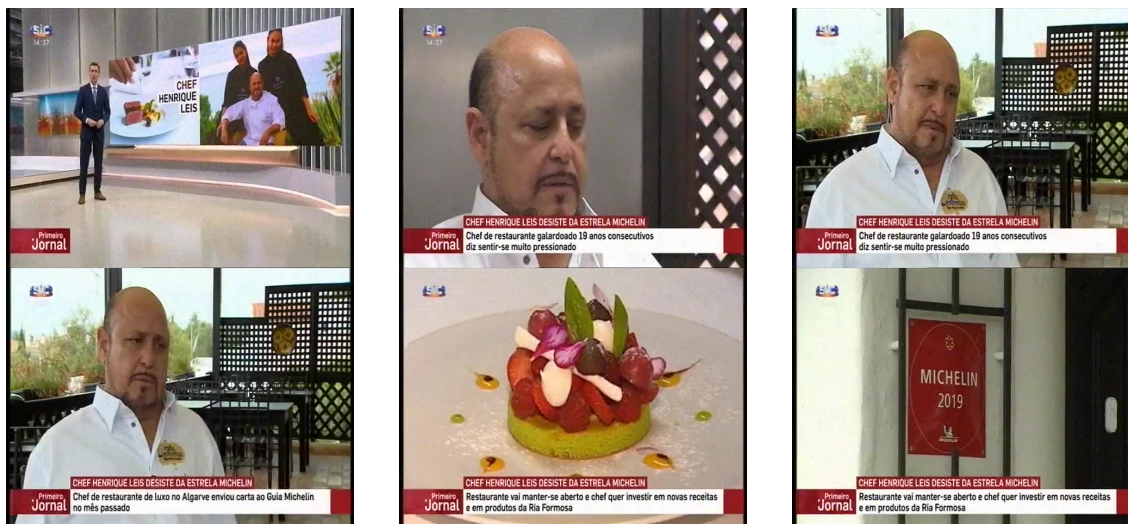 SIC
14:37
CHEF
HENRIQUE
LEIS
Primeiro
Jornal
SIC
14:37
CHEF HENRIQUE LEIS DESISTE DA ESTRELA MICHELIN
Primeiro
Jornal
Chef de restaurante galardoado 19 anos consecutivos
diz sentir-se muito pressionado
SIC
CHEF HENRIQUE LEIS DESISTE DA ESTRELA MICHELIN
Primeiro
Jornal
Chef de restaurante galardoado 19 anos consecutivos
diz sentir-se muito pressionado
SIC
CHEF HENRIQUE LEIS DESISTE DA ESTRELA MICHELIN
Primeiro
Jornal
Chef de restaurante de luxo no Algarve enviou carta ao Guia Michelin
no mês passado
SIC
CHEF HENRIQUE LEIS DESISTE DA ESTRELA MICHELIN
Primeiro
Jornal
Restaurante vai manter-se aberto e chef quer investir em novas receitas
e em produtos da Ria Formosa
SIC
MICHELIN
2019
CHEF HENRIQUE LEIS DESISTE DA ESTRELA MICHELIN
Primeiro
Jornal
Restaurante vai manter-se aberto e chef quer investir em novas receitas
e em produtos da Ria Formosa